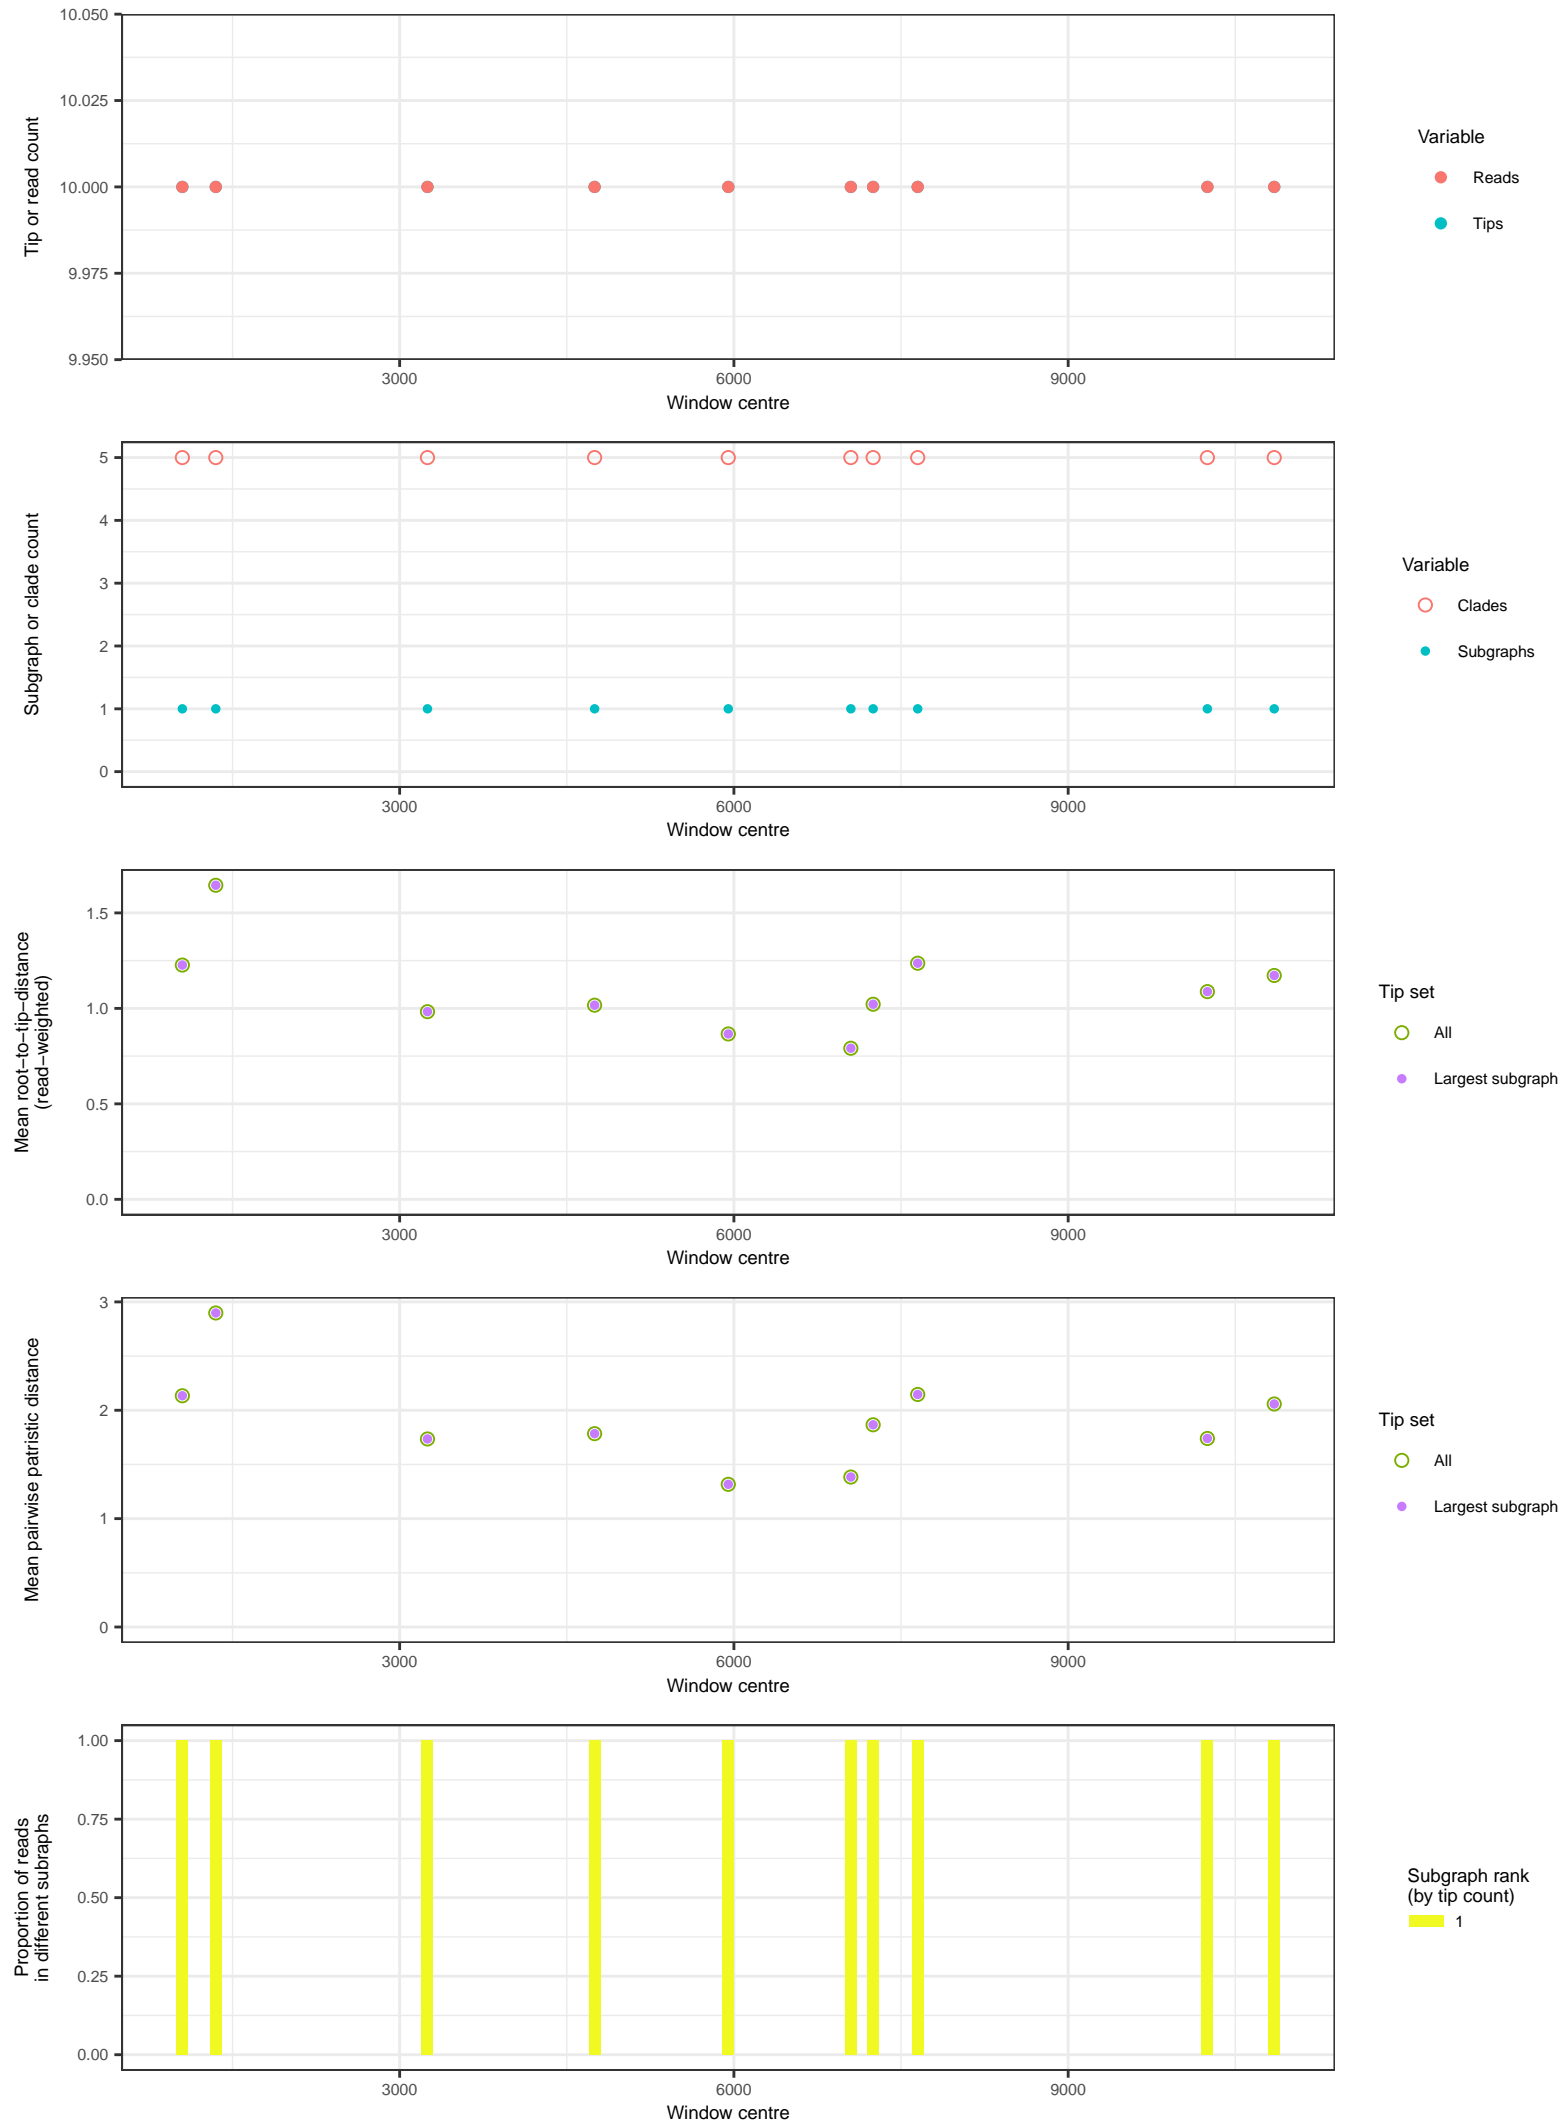 10.050
10.025
10.000
9.975
9.950
Tip or read count
3000
6000
9000
Window centre
Variable
Reads
Tips
5
4
3
2
1
0
Subgraph or clade count
3000
6000
9000
Window centre
Variable
Clades
Subgraphs
1.5
1.0
0.5
0.0
Mean root−to−tip−distance
(read−weighted)
3000
6000
9000
Window centre
Tip set
All
Largest subgraph
3
2
1
0
Mean pairwise patristic distance
3000
6000
9000
Window centre
Tip set
All
Largest subgraph
1.00
0.75
0.50
0.25
0.00
Proportion of reads
in different subraphs
3000
6000
9000
Window centre
Subgraph rank
(by tip count)
1